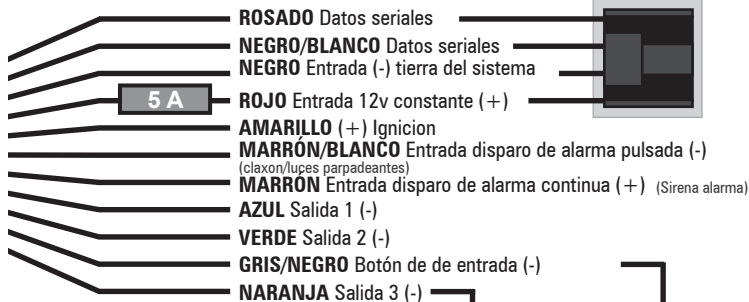 ROSADO Datos seriales
NEGRO/BLANCO Datos seriales
NEGRO Entrada (-) tierra del sistema
5 A
ROJO Entrada 12v constante (+)
AMARILLO (+) Ignicion
MARRÓN/BLANCO Entrada disparo de alarma pulsada (-)
(claxon/luces parpadeantes)
MARRÓN Entrada disparo de alarma continua (+) (Sirena alarma)
AZUL Salida 1 (-)
VERDE Salida 2 (-)
GRIS/NEGRO Botón de de entrada (-)
NARANJA Salida 3 (-)